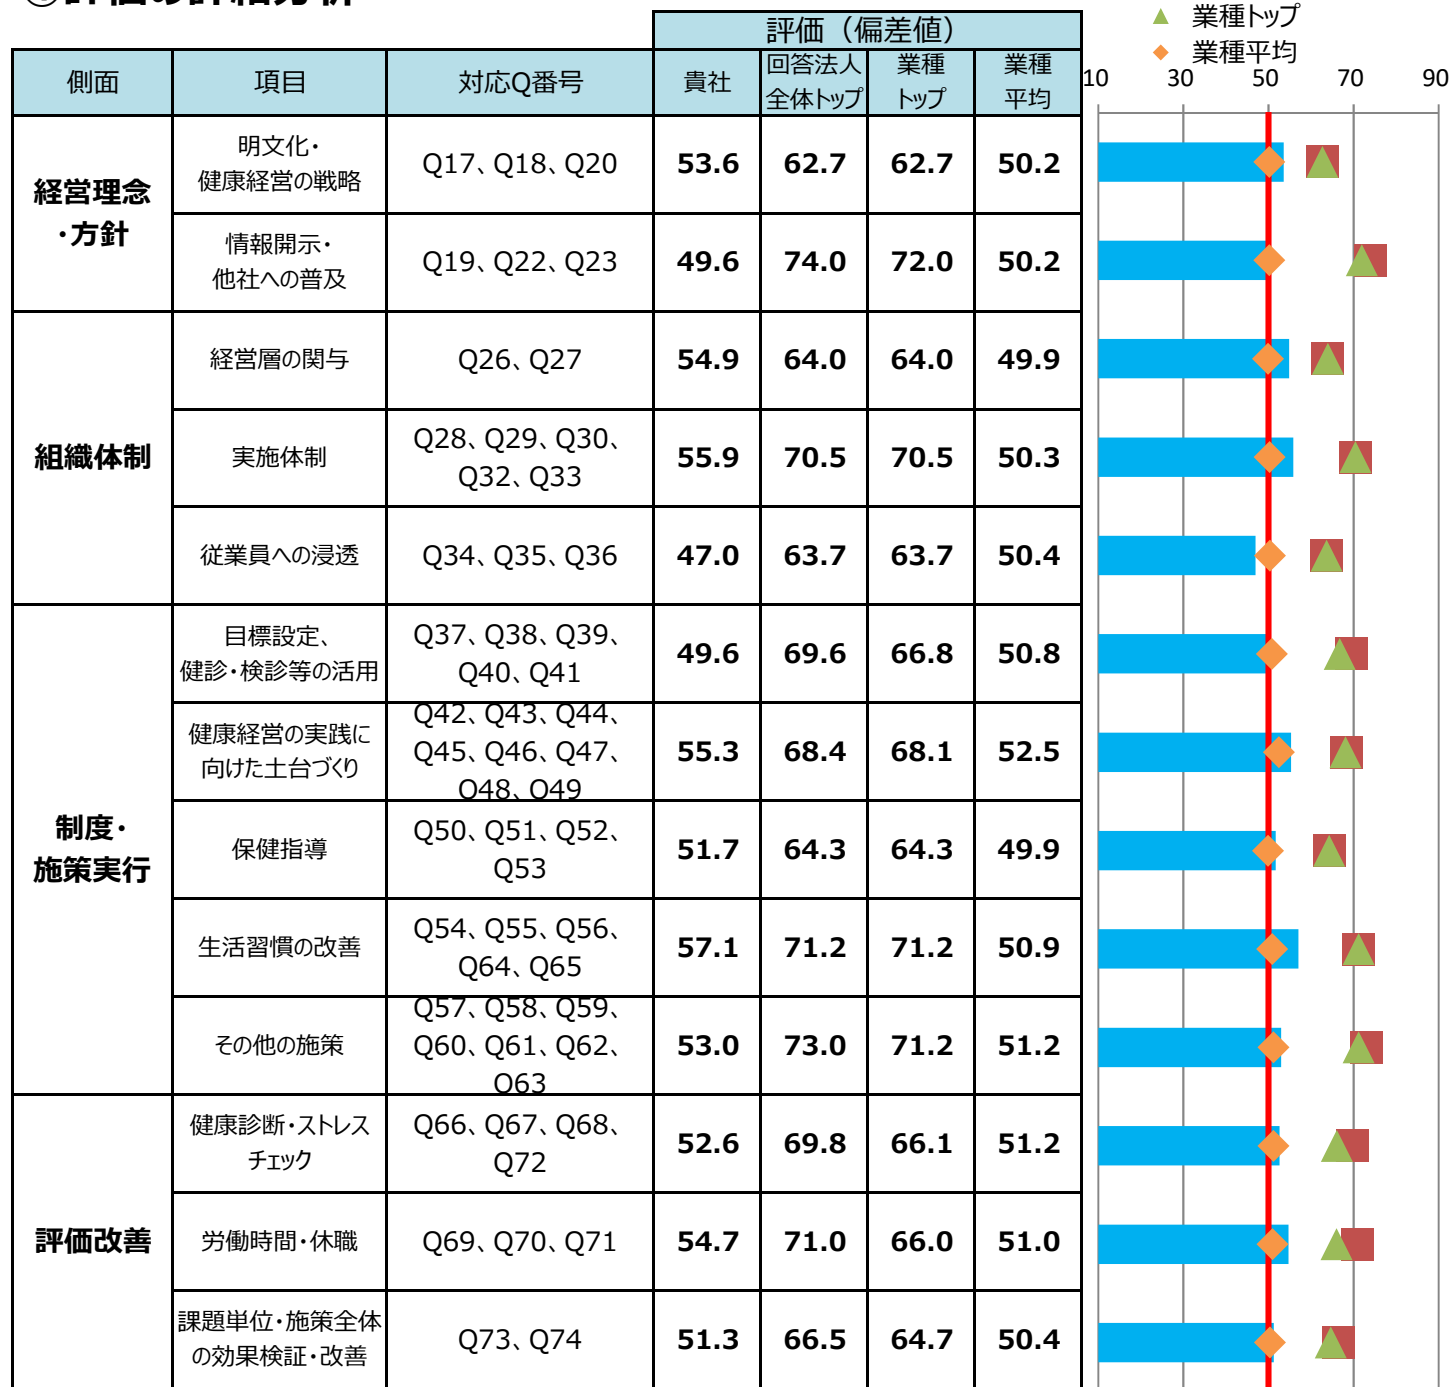 ▲ 業種トップ
◆ 業種平均
評価（偏差値）
側面 項目 対応Q番号 貴社 回答法人 業種 業種
全体トップ トップ 平均
10 30 50 70 90
経営理念
・方針
明文化・
健康経営の戦略
Q17、Q18、Q20 53.6 62.7 62.7 50.2
情報開示・
他社への普及
Q19、Q22、Q23 49.6 74.0 72.0 50.2
組織体制
経営層の関与 Q26、Q27 54.9 64.0 64.0 49.9
実施体制
Q28、Q29、Q30、
Q32、Q33
55.9 70.5 70.5 50.3
従業員への浸透 Q34、Q35、Q36 47.0 63.7 63.7 50.4
制度・
施策実行
目標設定、
健診・検診等の活用
Q37、Q38、Q39、
Q40、Q41
49.6 69.6 66.8 50.8
健康経営の実践に
向けた土台づくり
Q42、Q43、Q44、
Q45、Q46、Q47、
Q48、Q49
55.3 68.4 68.1 52.5
保健指導
Q50、Q51、Q52、
Q53
51.7 64.3 64.3 49.9
生活習慣の改善
Q54、Q55、Q56、
Q64、Q65
57.1 71.2 71.2 50.9
その他の施策
Q57、Q58、Q59、
Q60、Q61、Q62、
Q63
53.0 73.0 71.2 51.2
評価改善
健康診断・ストレス
チェック
Q66、Q67、Q68、
Q72
52.6 69.8 66.1 51.2
労働時間・休職 Q69、Q70、Q71 54.7 71.0 66.0 51.0
課題単位・施策全体
の効果検証・改善
Q73、Q74 51.3 66.5 64.7 50.4